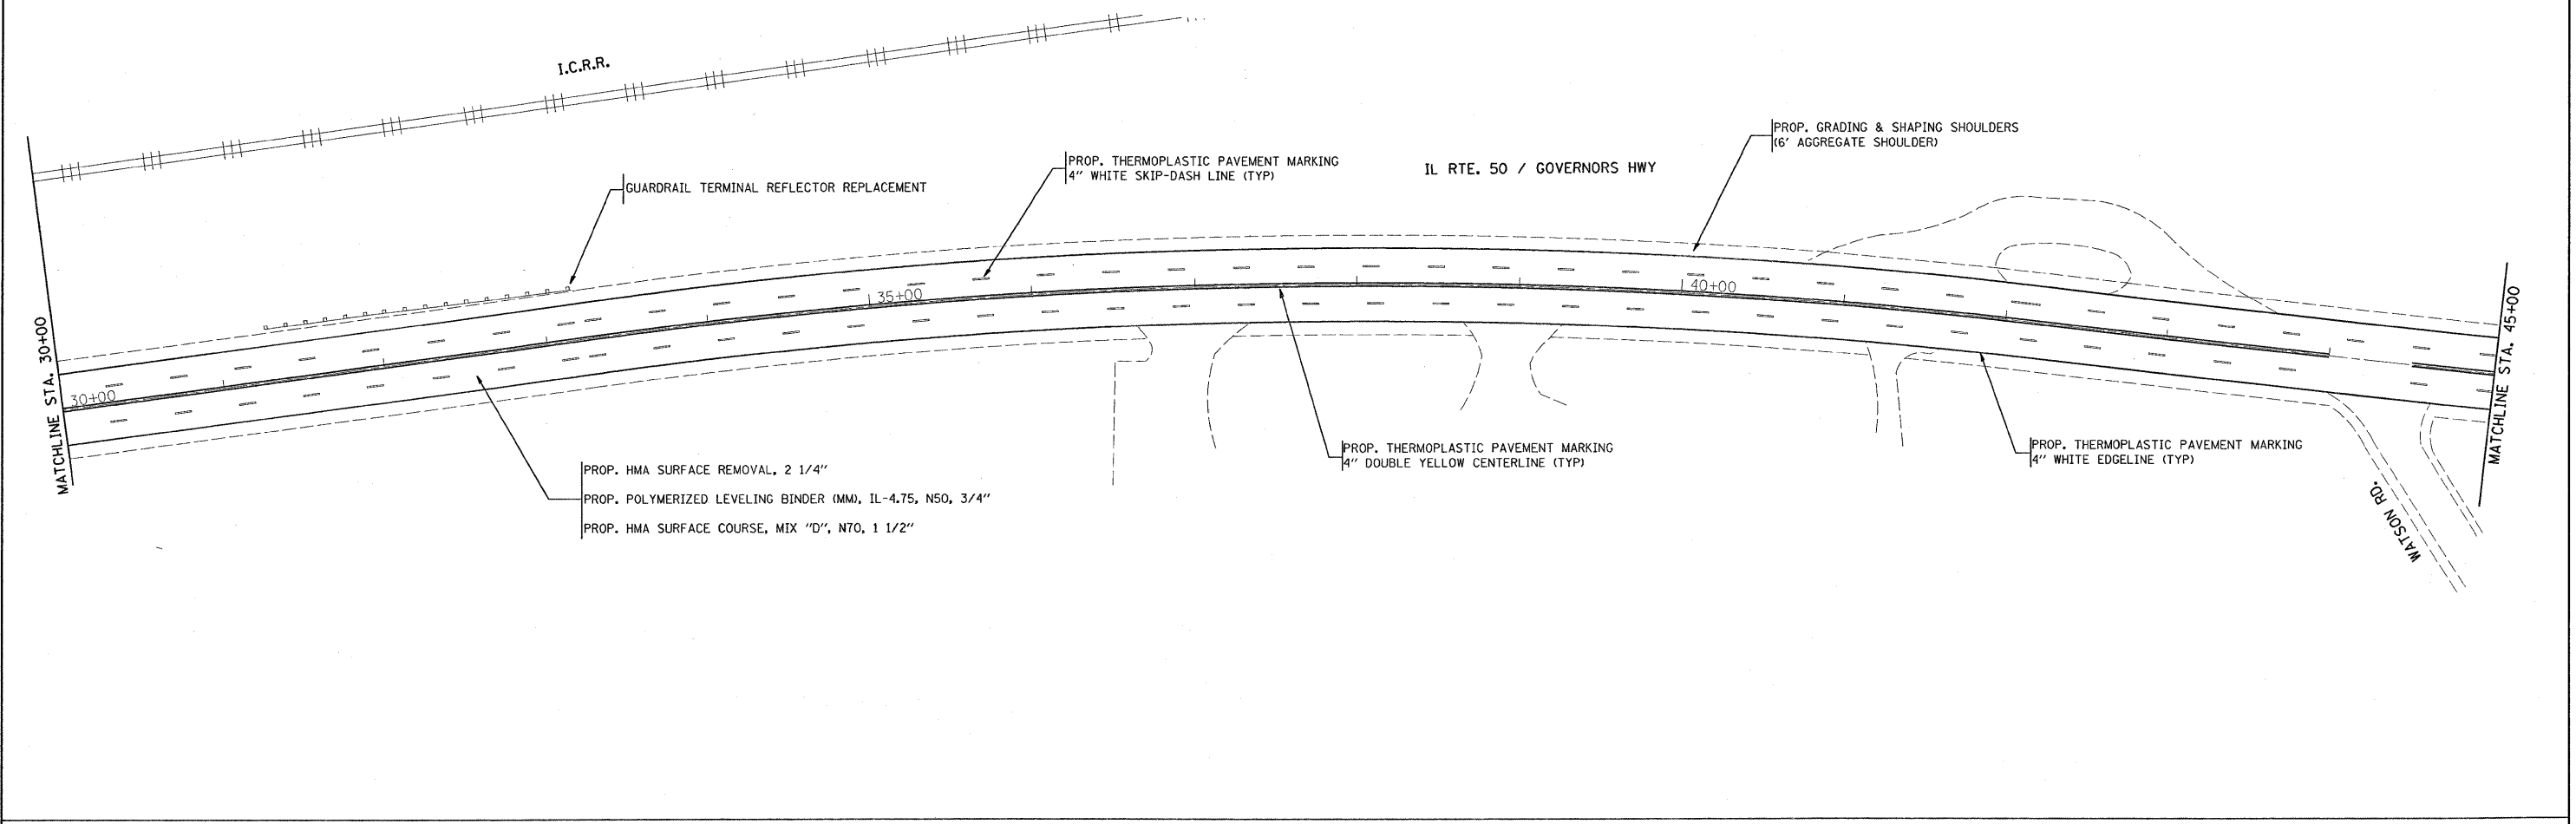 I.C.R.R.
PROP. GRADING & SHAPING SHOULDERS
(6' AGGREGATE SHOULDER)
PROP. THERMOPLASTIC PAVEMENT MARKING
4" WHITE SKIP-DASH LINE (TYP)
IL RTE. 50 / GOVERNORS HWY
GUARDRAIL TERMINAL REFLECTOR REPLACEMENT
MATCHLINE STA. 30+00
30+00
35+00
40+00
MATCHLINE STA. 45+00
PROP. HMA SURFACE REMOVAL, 2 1/4"
PROP. POLYMERIZED LEVELING BINDER (MM), IL-4.75, N50, 3/4"
PROP. HMA SURFACE COURSE, MIX "D", N70, 1 1/2"
PROP. THERMOPLASTIC PAVEMENT MARKING
4" DOUBLE YELLOW CENTERLINE (TYP)
PROP. THERMOPLASTIC PAVEMENT MARKING
4" WHITE EDGELINE (TYP)
WATSON RD.